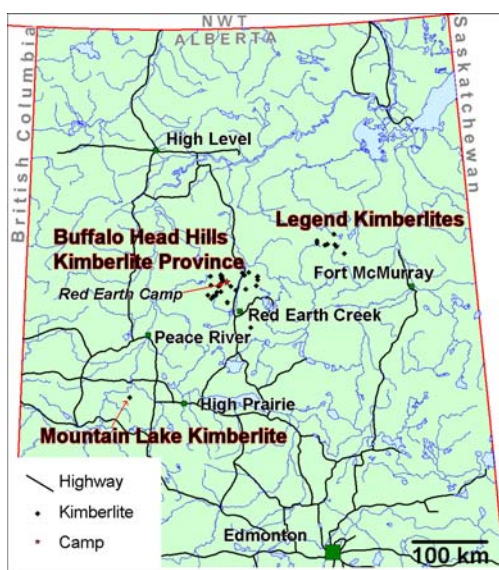 NWT
ALBERTA
British Columbia
Saskatchewan
High Level
Legend Kimberlites
Buffalo Head Hills
Kimberlite Province
Fort McMurray
Red Earth Camp
Red Earth Creek
Peace River
High Prairie
Mountain Lake Kimberlite
Highway
Kimberlite
Camp
Edmonton
100 km